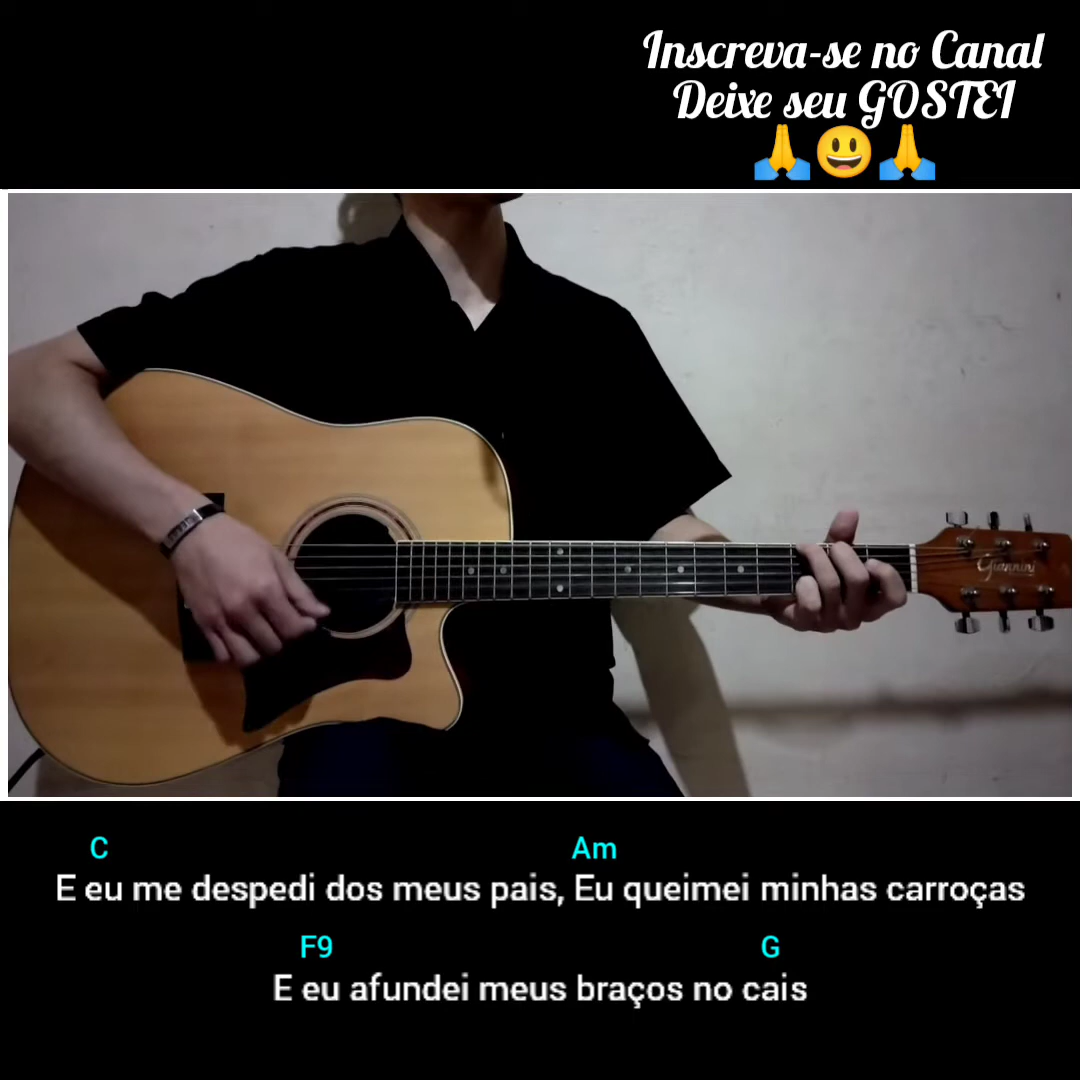 Inscreva-se no Canal
Deixe seu GOSTEI
🙏😃🙏
Giannini
C Am
E eu me despedi dos meus pais, Eu queimei minhas carroças
F9 G
E eu afundei meus braços no cais